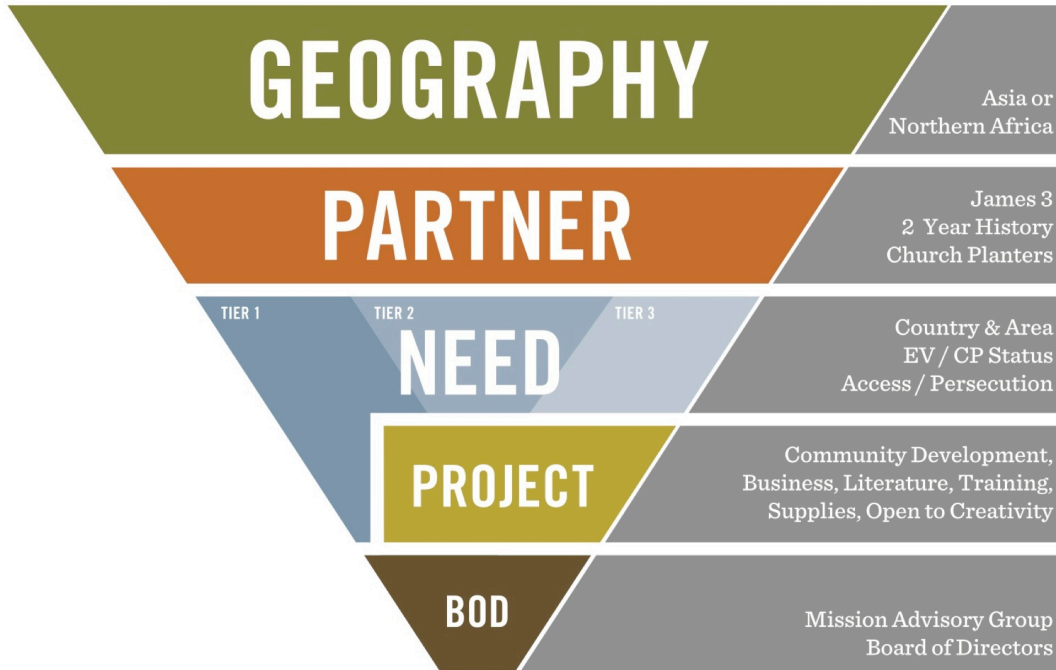 GEOGRAPHY
Asia or
Northern Africa
PARTNER
James 3
2 Year History
Church Planters
TIER 1
TIER 2
TIER 3
NEED
Country & Area
EV / CP Status
Access / Persecution
PROJECT
Community Development,
Business, Literature, Training,
Supplies, Open to Creativity
BOD
Mission Advisory Group
Board of Directors